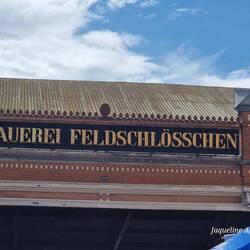 AUEREI FELDSCHLÖSSCHEN
Jaqueline A